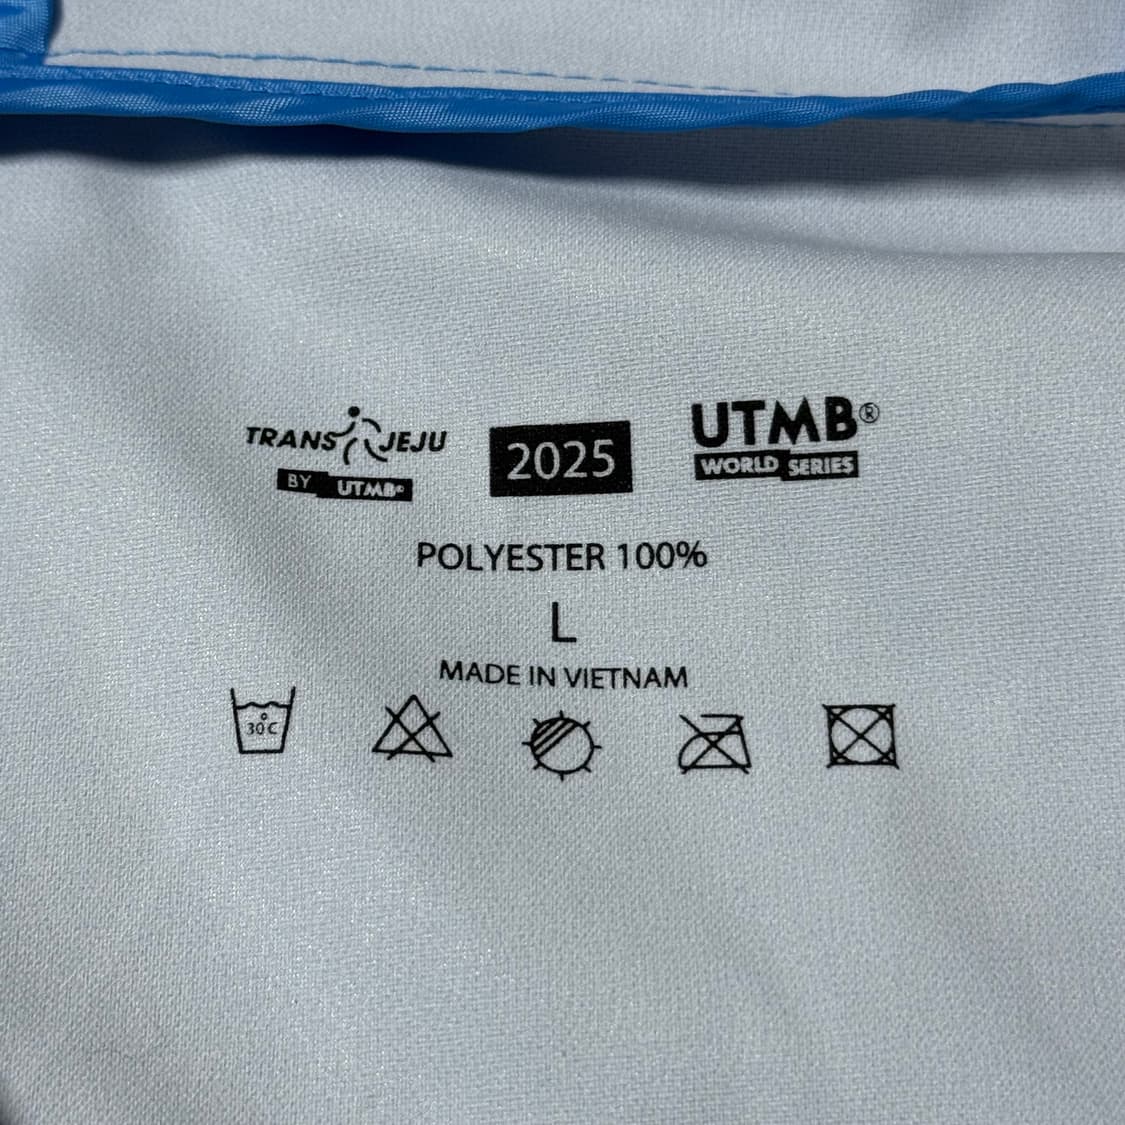 TRANS JEJU
BY UTMB®
2025
UTMB®
WORLD SERIES
POLYESTER 100%
L
MADE IN VIETNAM
30°C